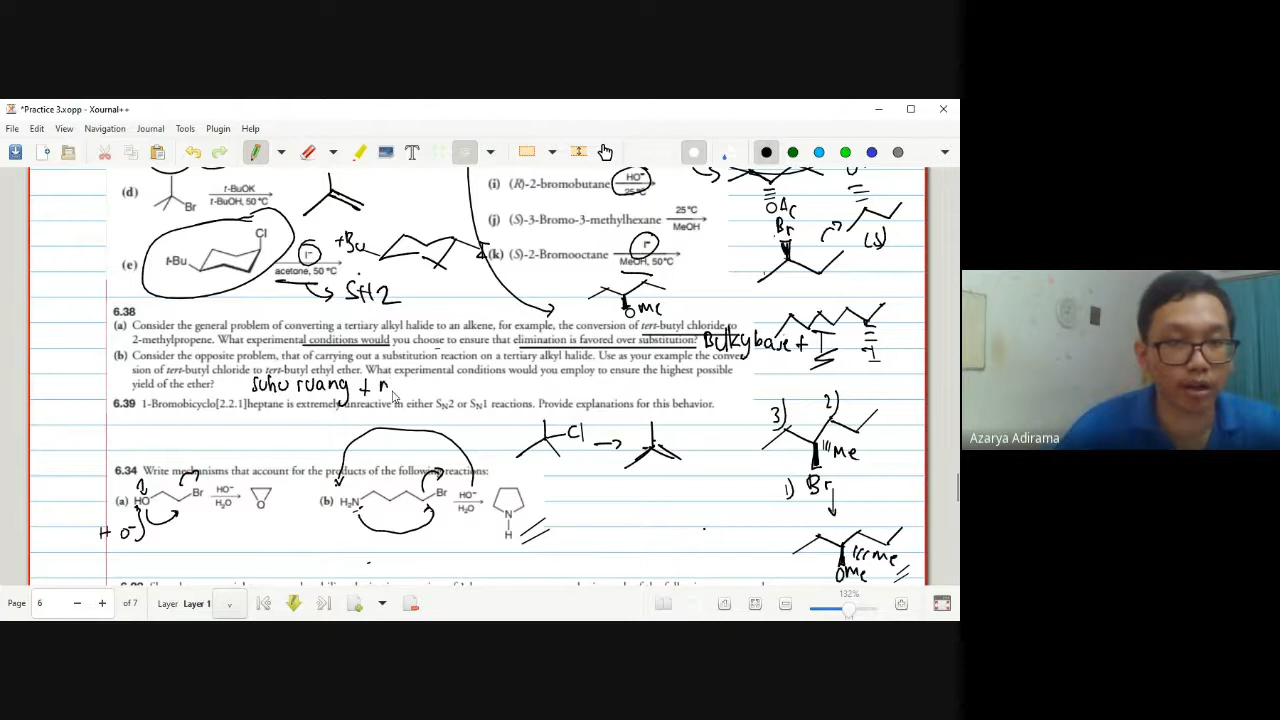 *Practice 3.xopp - Xournal++
File Edit View Navigation Journal Tools Plugin Help
(d)
Br
t-BuOK
t-BuOH, 50 °C
(e)
Cl
t-Bu
I⁻
acetone, 50 °C
tBu
I
SN2
(i) (R)-2-bromobutane
HO⁻
25 °C
(j) (S)-3-Bromo-3-methylhexane
25 °C
MeOH
(k) (S)-2-Bromooctane
I⁻
MeOH, 50 °C
OMe
OAc
Br
(s)
6.38
(a) Consider the general problem of converting a tertiary alkyl halide to an alkene, for example, the conversion of tert-butyl chloride to
2-methylpropene. What experimental conditions would you choose to ensure that elimination is favored over substitution?
Bulky base +
I
(b) Consider the opposite problem, that of carrying out a substitution reaction on a tertiary alkyl halide. Use as your example the conver-
sion of tert-butyl chloride to tert-butyl ethyl ether. What experimental conditions would you employ to ensure the highest possible
yield of the ether?
suhu ruang + n
6.39 1-Bromobicyclo[2.2.1]heptane is extremely unreactive in either SN2 or SN1 reactions. Provide explanations for this behavior.
Cl
3)
2)
Me
1) Br
Me
OMe
6.34 Write mechanisms that account for the products of the following reactions:
(a) HO
Br
HO⁻
H₂O
O
H O⁻
(b) H₂N
Br
HO⁻
H₂O
N
H
Azarya Adirama
Page 6 of 7 Layer Layer 1
132%